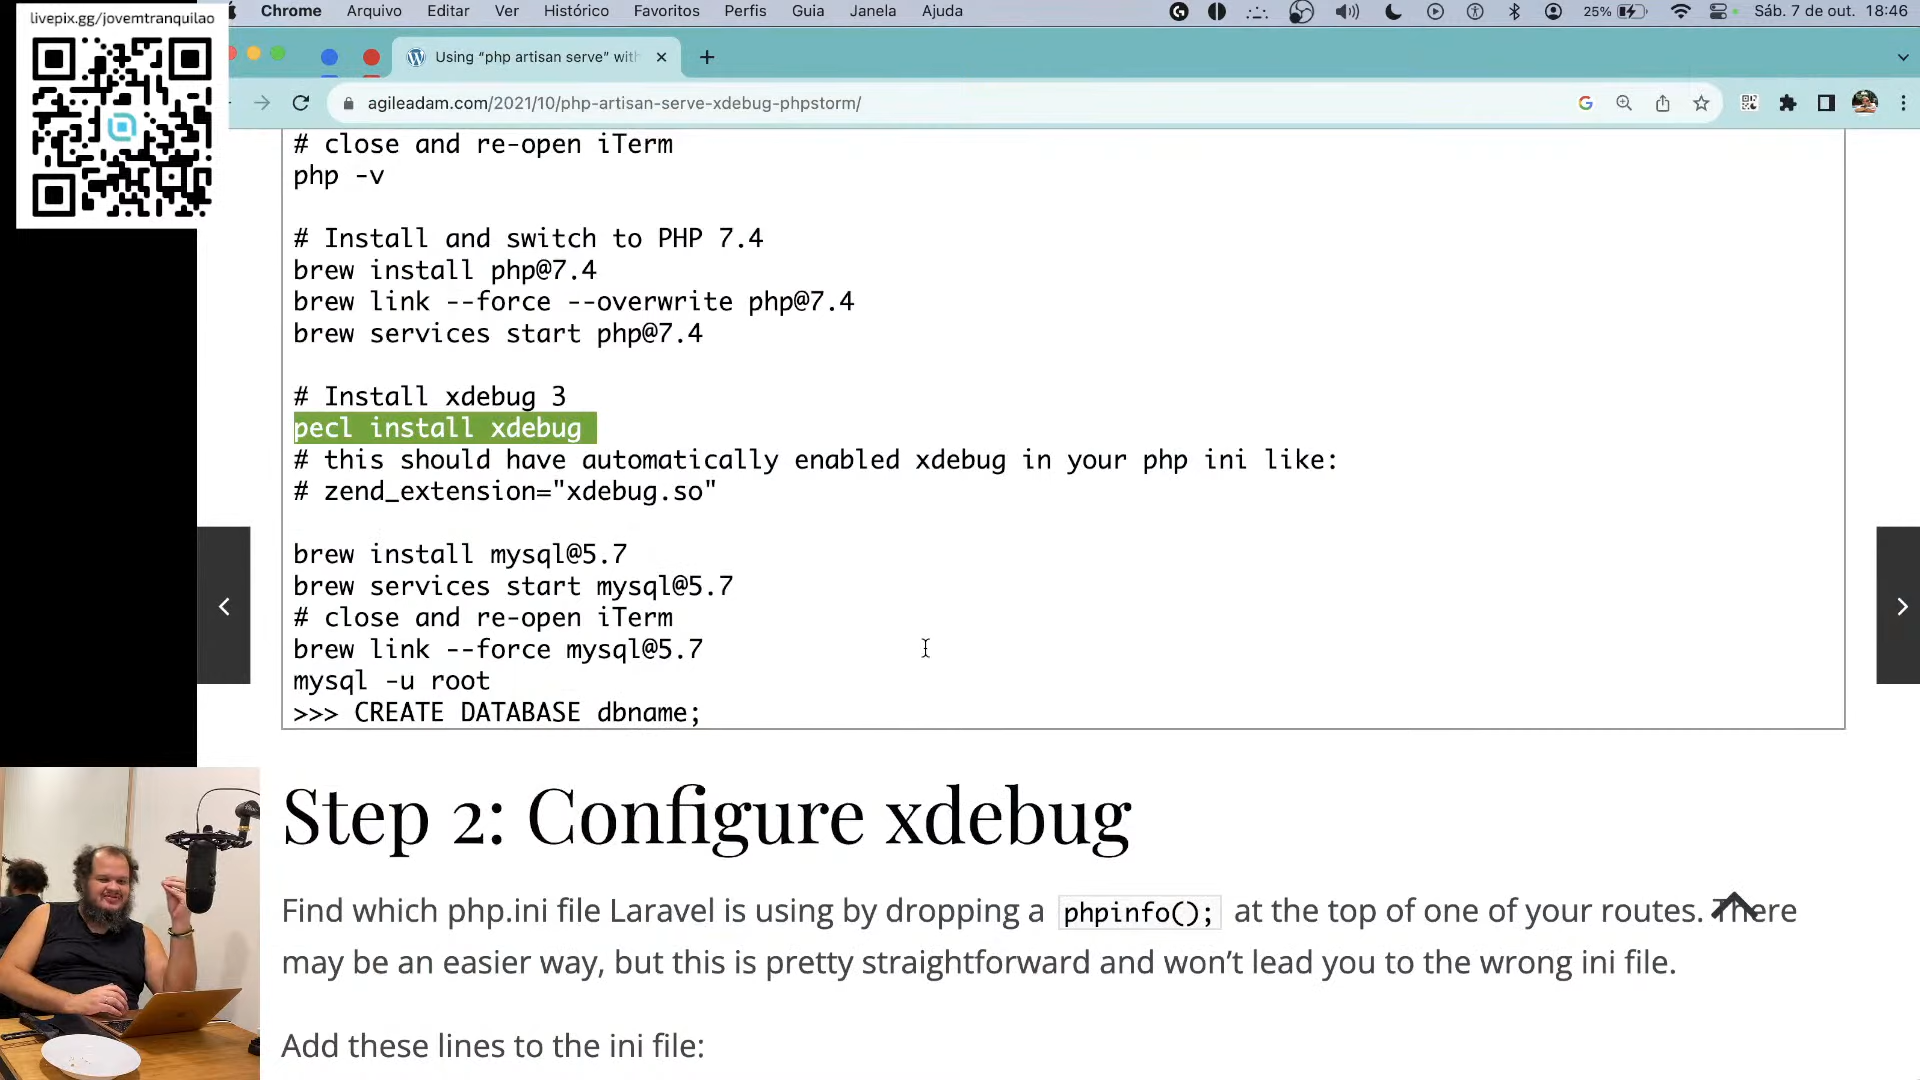 livepix.gg/jovemtranquilao
Chrome Arquivo Editar Ver Histórico Favoritos Perfis Guia Janela Ajuda 25% Sáb. 7 de out. 18:46
Using “php artisan serve” with
agileadam.com/2021/10/php-artisan-serve-xdebug-phpstorm/
# close and re-open iTerm
php -v
# Install and switch to PHP 7.4
brew install php@7.4
brew link --force --overwrite php@7.4
brew services start php@7.4
# Install xdebug 3
pecl install xdebug
# this should have automatically enabled xdebug in your php ini like:
# zend_extension="xdebug.so"
brew install mysql@5.7
brew services start mysql@5.7
# close and re-open iTerm
brew link --force mysql@5.7
mysql -u root
>>> CREATE DATABASE dbname;
Step 2: Configure xdebug
Find which php.ini file Laravel is using by dropping a phpinfo(); at the top of one of your routes. There
may be an easier way, but this is pretty straightforward and won’t lead you to the wrong ini file.
Add these lines to the ini file: